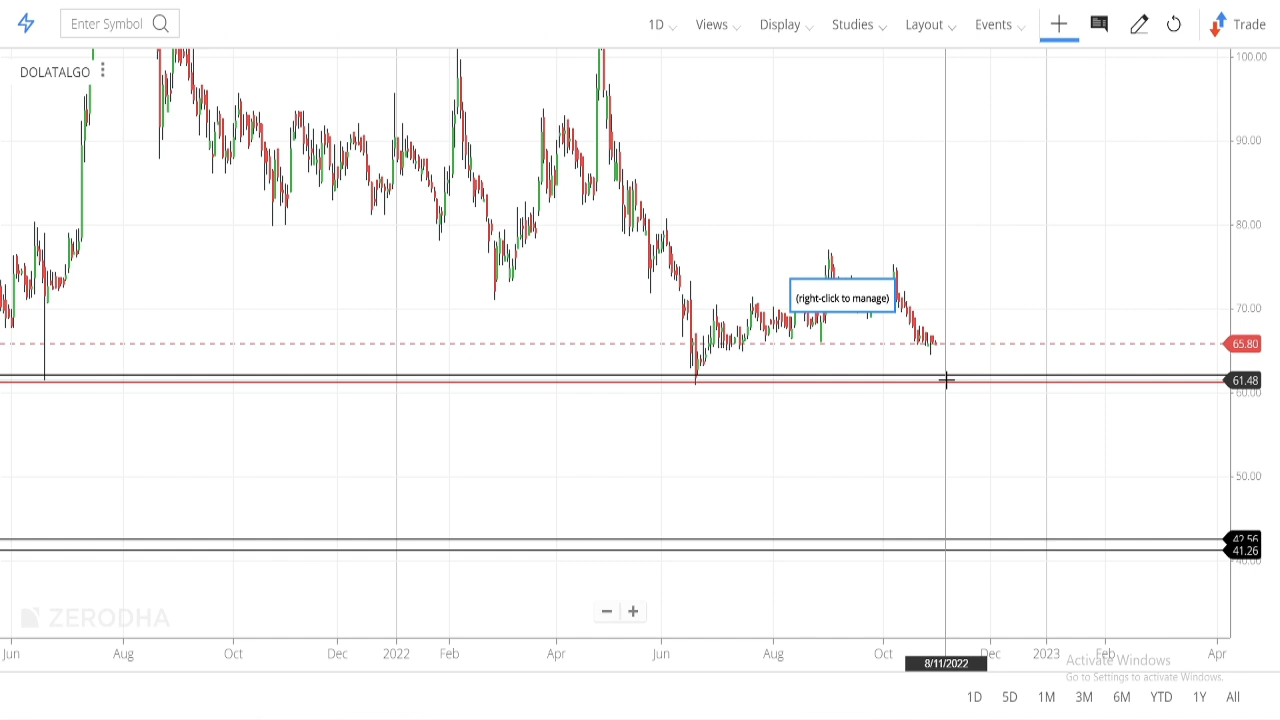 Enter Symbol
1D Views Display Studies Layout Events Trade
DOLATALGO
100.00
90.00
80.00
70.00
(right-click to manage)
65.80
61.48
60.00
50.00
42.56
41.26
40.00
ZERODHA
Jun Aug Oct Dec 2022 Feb Apr Jun Aug Oct Dec 2023 Feb Apr
8/11/2022
Activate Windows
Go to Settings to activate Windows.
1D 5D 1M 3M 6M YTD 1Y All